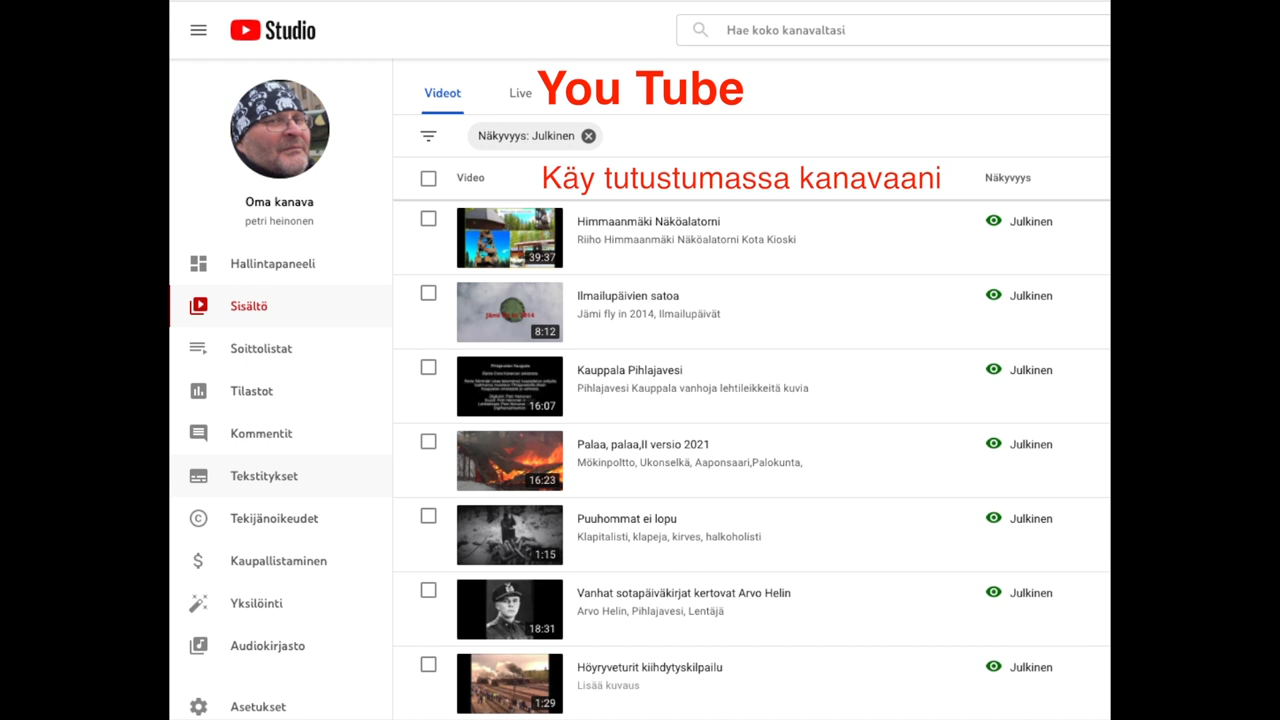 Studio
Hae koko kanavaltasi
Videot
Live
You Tube
Näkyvyys: Julkinen
Video
Käy tutustumassa kanavaani
Näkyvyys
Oma kanava
petri heinonen
Hallintapaneeli
Sisältö
Soittolistat
Tilastot
Kommentit
Tekstitykset
Tekijänoikeudet
Kaupallistaminen
Yksilöinti
Audiokirjasto
Asetukset
39:37
Himmaanmäki Näköalatorni
Riiho Himmaanmäki Näköalatorni Kota Kioski
Julkinen
Jämi fly in 2014
8:12
Ilmailupäivien satoa
Jämi fly in 2014, Ilmailupäivät
Julkinen
16:07
Kauppala Pihlajavesi
Pihlajavesi Kauppala vanhoja lehtileikkeitä kuvia
Julkinen
16:23
Palaa, palaa,II versio 2021
Mökinpoltto, Ukonselkä, Aaponsaari,Palokunta,
Julkinen
1:15
Puuhommat ei lopu
Klapitalisti, klapeja, kirves, halkoholisti
Julkinen
18:31
Vanhat sotapäiväkirjat kertovat Arvo Helin
Arvo Helin, Pihlajavesi, Lentäjä
Julkinen
1:29
Höyryveturit kiihdytyskilpailu
Lisää kuvaus
Julkinen